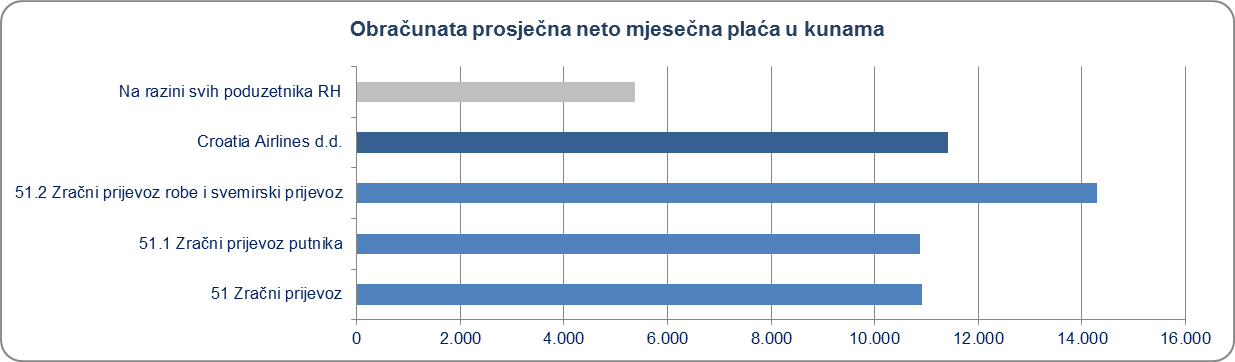 Obračunata prosječna neto mjesečna plaća u kunama
Na razini svih poduzetnika RH
Croatia Airlines d.d.
51.2 Zračni prijevoz robe i svemirski prijevoz
51.1 Zračni prijevoz putnika
51 Zračni prijevoz
0 2.000 4.000 6.000 8.000 10.000 12.000 14.000 16.000